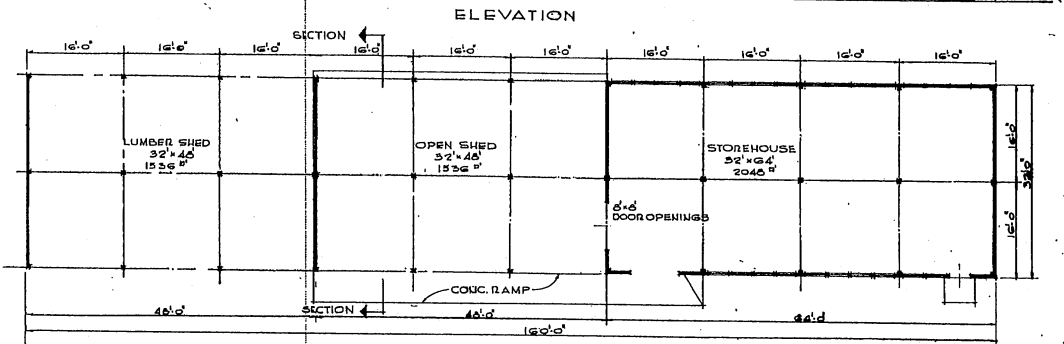 ELEVATION
SECTION
16'-0" 16'-0" 16'-0" 16'-0" 16'-0" 16'-0" 16'-0" 16'-0" 16'-0" 16'-0"
LUMBER SHED
32' × 48'
1536 □'
OPEN SHED
32' × 48'
1536 □'
STOREHOUSE
32' × 64'
2048 □'
16'-0"
32'-0"
16'-0"
8' × 8'
DOOR OPENINGS
CONC. RAMP
SECTION
48'-0" 48'-0" 64'-0
160'-0"